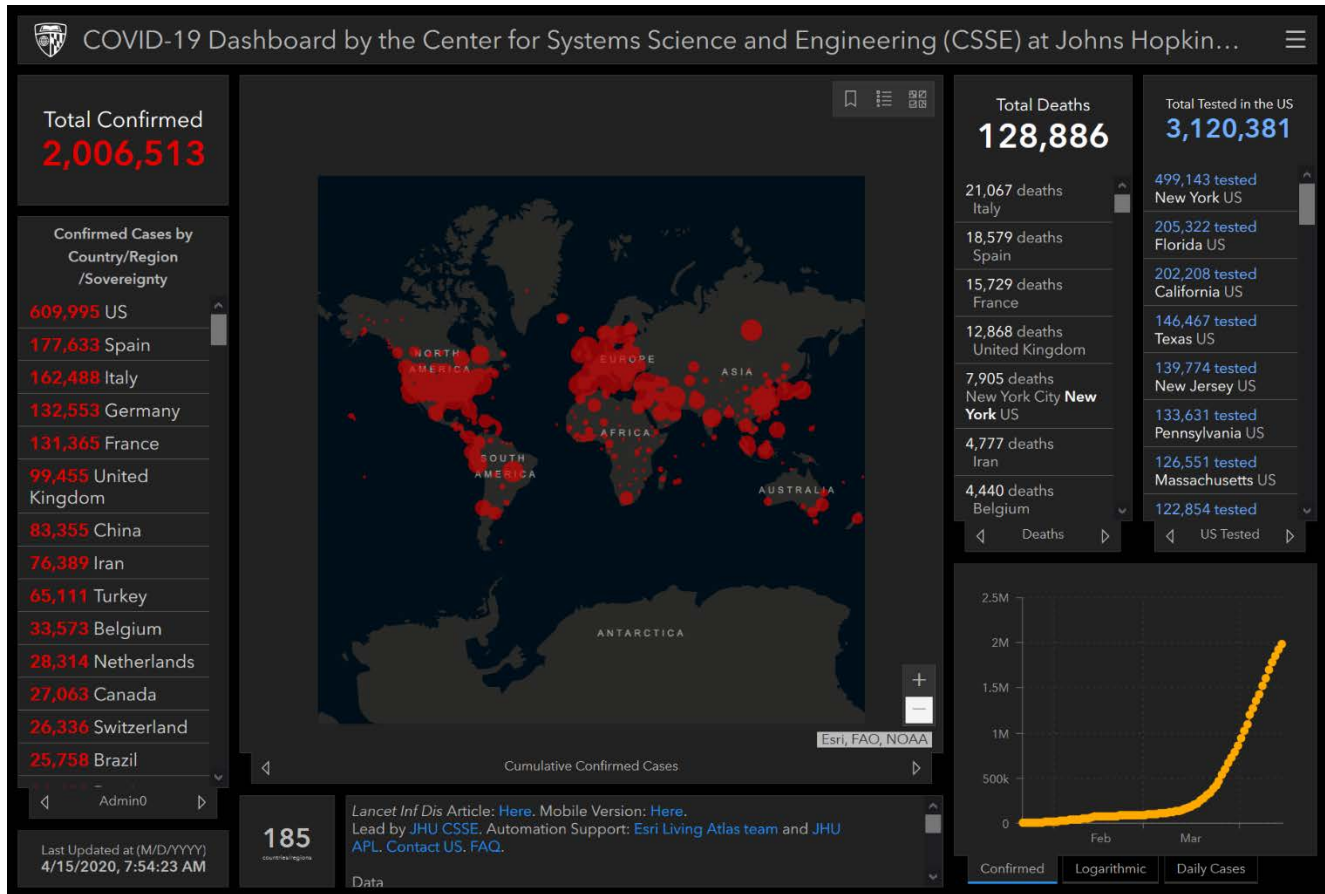 COVID-19 Dashboard by the Center for Systems Science and Engineering (CSSE) at Johns Hopkin...
Total Confirmed
2,006,513
Confirmed Cases by
Country/Region
/Sovereignty
609,995 US
177,633 Spain
162,488 Italy
132,553 Germany
131,365 France
99,455 United
Kingdom
83,355 China
76,389 Iran
65,111 Turkey
33,573 Belgium
28,314 Netherlands
27,063 Canada
26,336 Switzerland
25,758 Brazil
Admin0
Last Updated at (M/D/YYYY)
4/15/2020, 7:54:23 AM
NORTH
AMERICA
SOUTH
AMERICA
EUROPE
ASIA
AFRICA
AUSTRALIA
ANTARCTICA
+
−
Esri, FAO, NOAA
Cumulative Confirmed Cases
185
countries/regions
Lancet Inf Dis Article: Here. Mobile Version: Here.
Lead by JHU CSSE. Automation Support: Esri Living Atlas team and JHU
APL. Contact US. FAQ.
Data
Total Deaths
128,886
21,067 deaths
Italy
18,579 deaths
Spain
15,729 deaths
France
12,868 deaths
United Kingdom
7,905 deaths
New York City New
York US
4,777 deaths
Iran
4,440 deaths
Belgium
Deaths
Total Tested in the US
3,120,381
499,143 tested
New York US
205,322 tested
Florida US
202,208 tested
California US
146,467 tested
Texas US
139,774 tested
New Jersey US
133,631 tested
Pennsylvania US
126,551 tested
Massachusetts US
122,854 tested
US Tested
2.5M
2M
1.5M
1M
500k
0
Feb
Mar
Confirmed
Logarithmic
Daily Cases